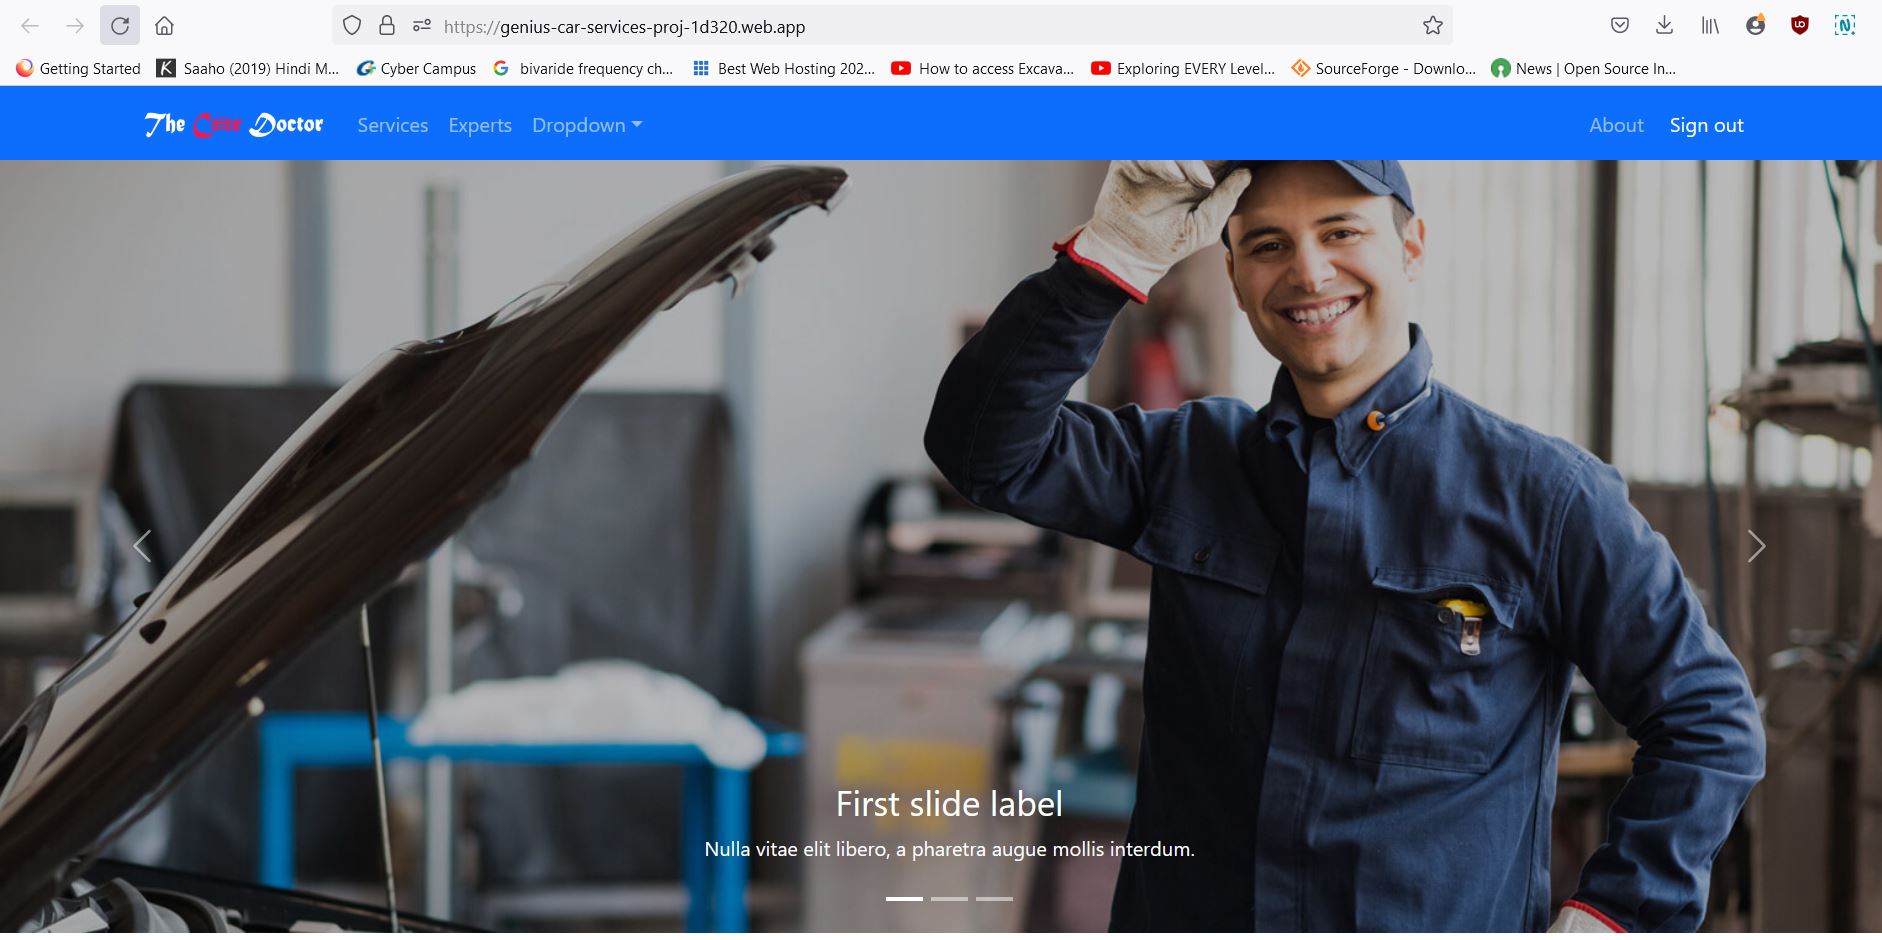 https://genius-car-services-proj-1d320.web.app
Getting Started
Saaho (2019) Hindi M...
Cyber Campus
bivaride frequency ch...
Best Web Hosting 202...
How to access Excava...
Exploring EVERY Level...
SourceForge - Downlo...
News | Open Source In...
The Doctor
Services
Experts
Dropdown
About
Sign out
First slide label
Nulla vitae elit libero, a pharetra augue mollis interdum.